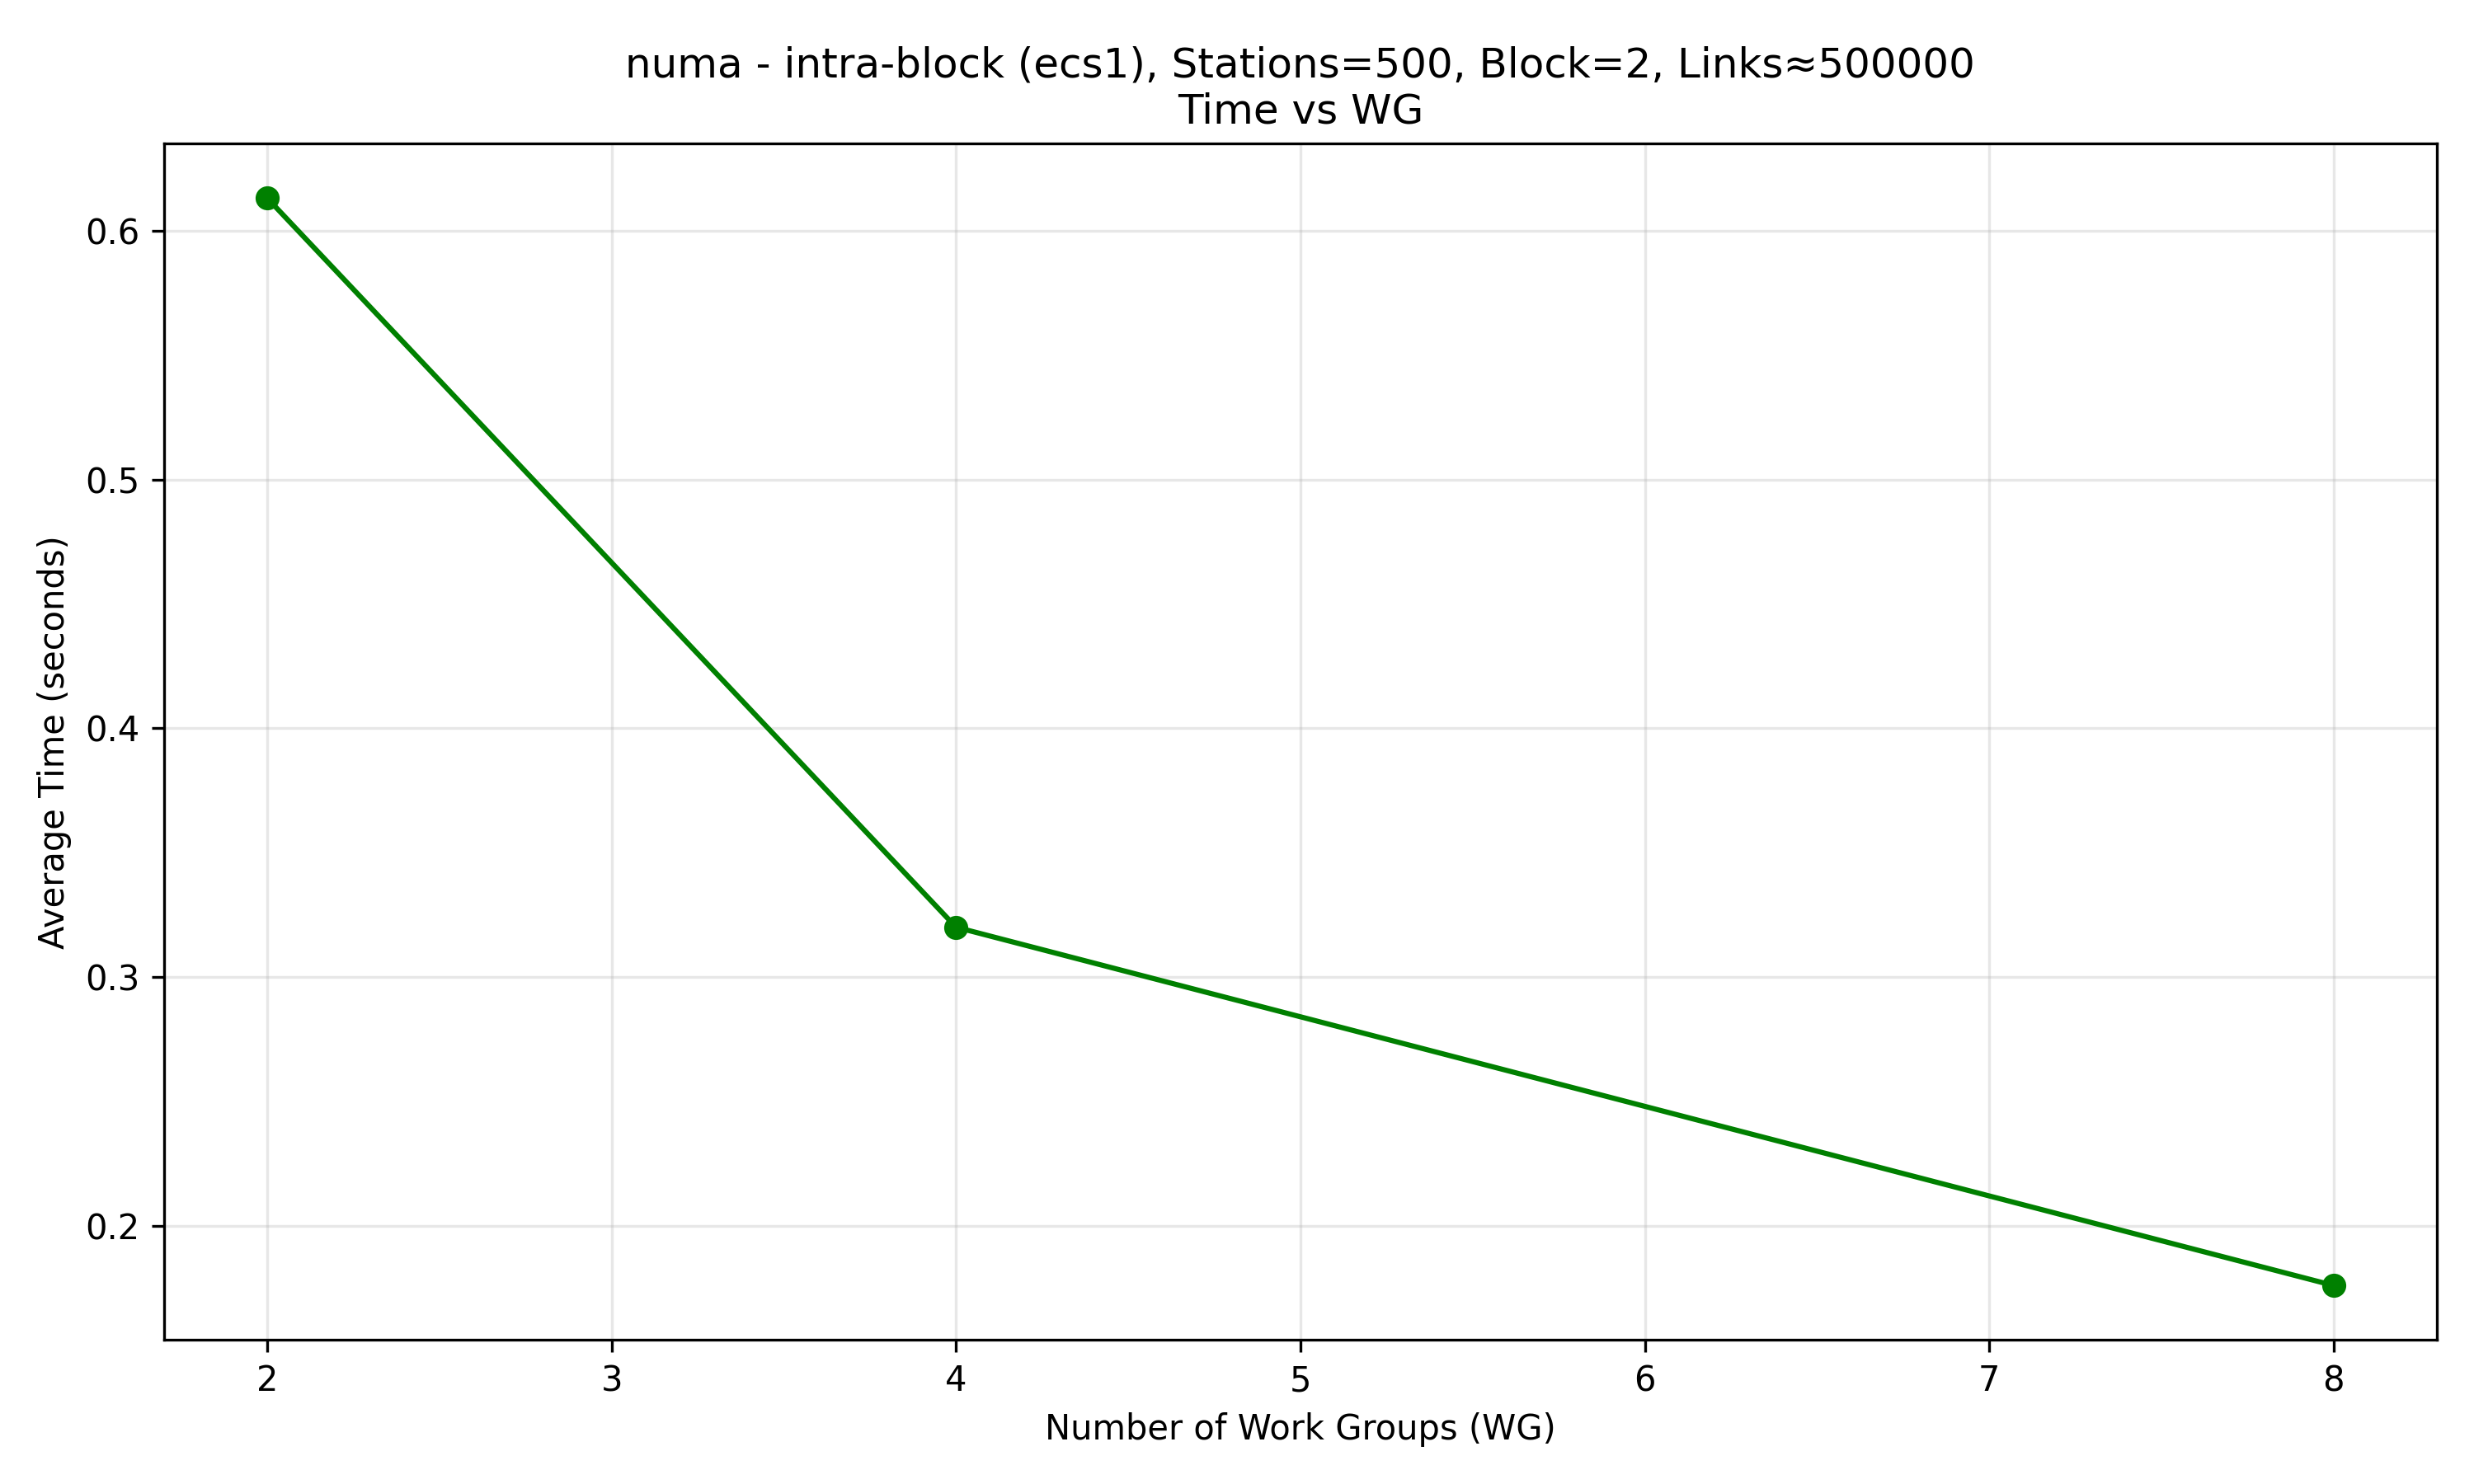 numa - intra-block (ecs1), Stations=500, Block=2, Links≈500000
Time vs WG
0.6
0.5
0.4
0.3
0.2
Average Time (seconds)
2 3 4 5 6 7 8
Number of Work Groups (WG)